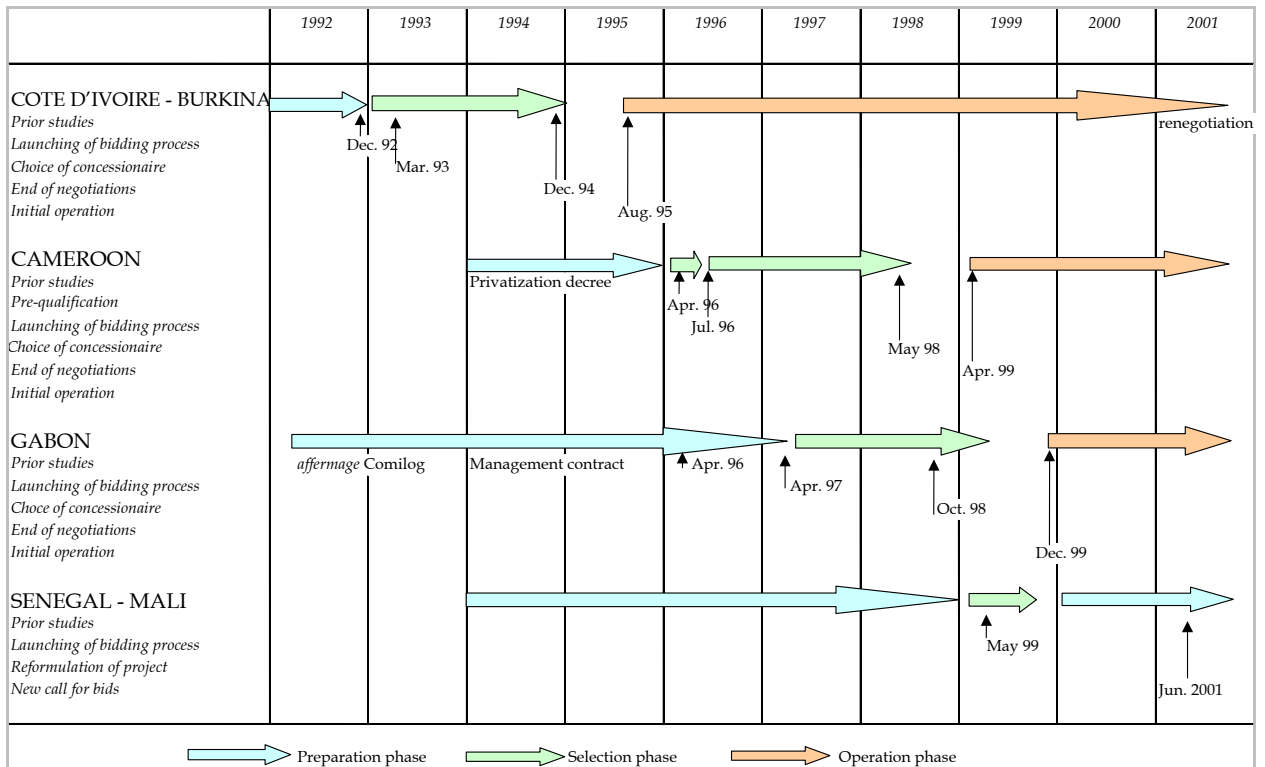 1992 1993 1994 1995 1996 1997 1998 1999 2000 2001
COTE D'IVOIRE - BURKINA
Prior studies
renegotiation
Launching of bidding process Dec. 92
Choice of concessionaire Mar. 93
End of negotiations Dec. 94
Initial operation Aug. 95
CAMEROON
Prior studies Privatization decree
Pre-qualification Apr. 96
Launching of bidding process Jul. 96
Choice of concessionaire May 98
End of negotiations Apr. 99
Initial operation
GABON
Prior studies affermage Comilog Management contract Apr. 96
Launching of bidding process Apr. 97
Choce of concessionaire Oct. 98
End of negotiations
Initial operation Dec. 99
SENEGAL - MALI
Prior studies
Launching of bidding process May 99
Reformulation of project
New call for bids Jun. 2001
Preparation phase Selection phase Operation phase